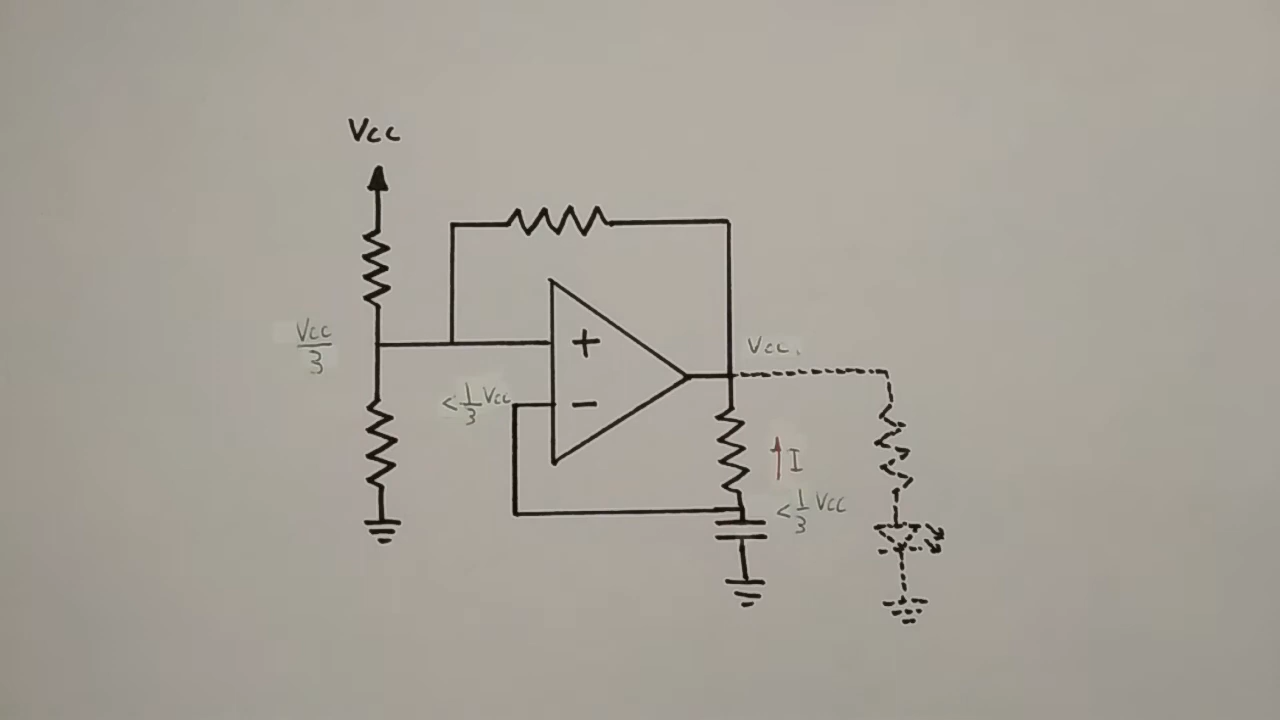 Vcc
Vcc
3
Vcc.
< 1/3 Vcc
+
−
I
< 1/3 Vcc